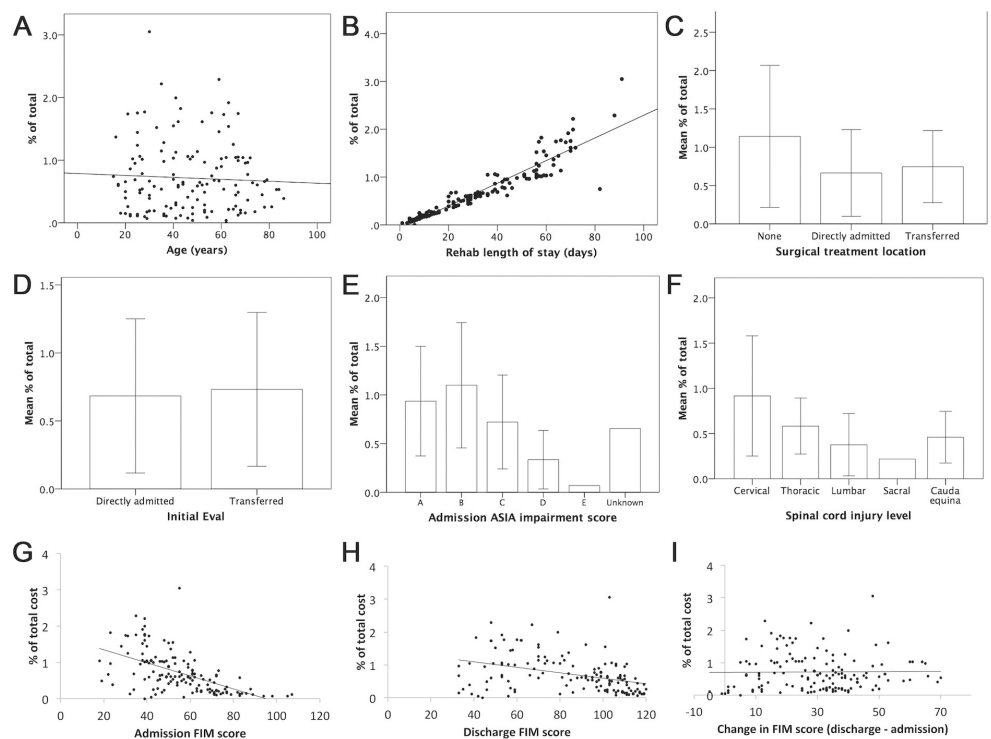 A
% of total
3.0
2.0
1.0
.0
0 20 40 60 80 100
Age (years)
B
% of total
4.0
3.0
2.0
1.0
.0
0 20 40 60 80 100
Rehab length of stay (days)
C
Mean % of total
2.5
2.0
1.5
1.0
0.5
0.0
None Directly admitted Transferred
Surgical treatment location
D
Mean % of total
1.5
1.0
0.5
0.0
Directly admitted Transferred
Initial Eval
E
Mean % of total
2.0
1.5
1.0
0.5
0.0
A B C D E Unknown
Admission ASIA impairment score
F
Mean % of total
2.0
1.5
1.0
0.5
0.0
Cervical Thoracic Lumbar Sacral Cauda
equina
Spinal cord injury level
G
% of total cost
4
3
2
1
0
0 20 40 60 80 100 120
Admission FIM score
H
% of total cost
4
3
2
1
0
0 20 40 60 80 100 120
Discharge FIM score
I
% of total cost
4
3
2
1
0
-10 10 30 50 70
Change in FIM score (discharge - admission)